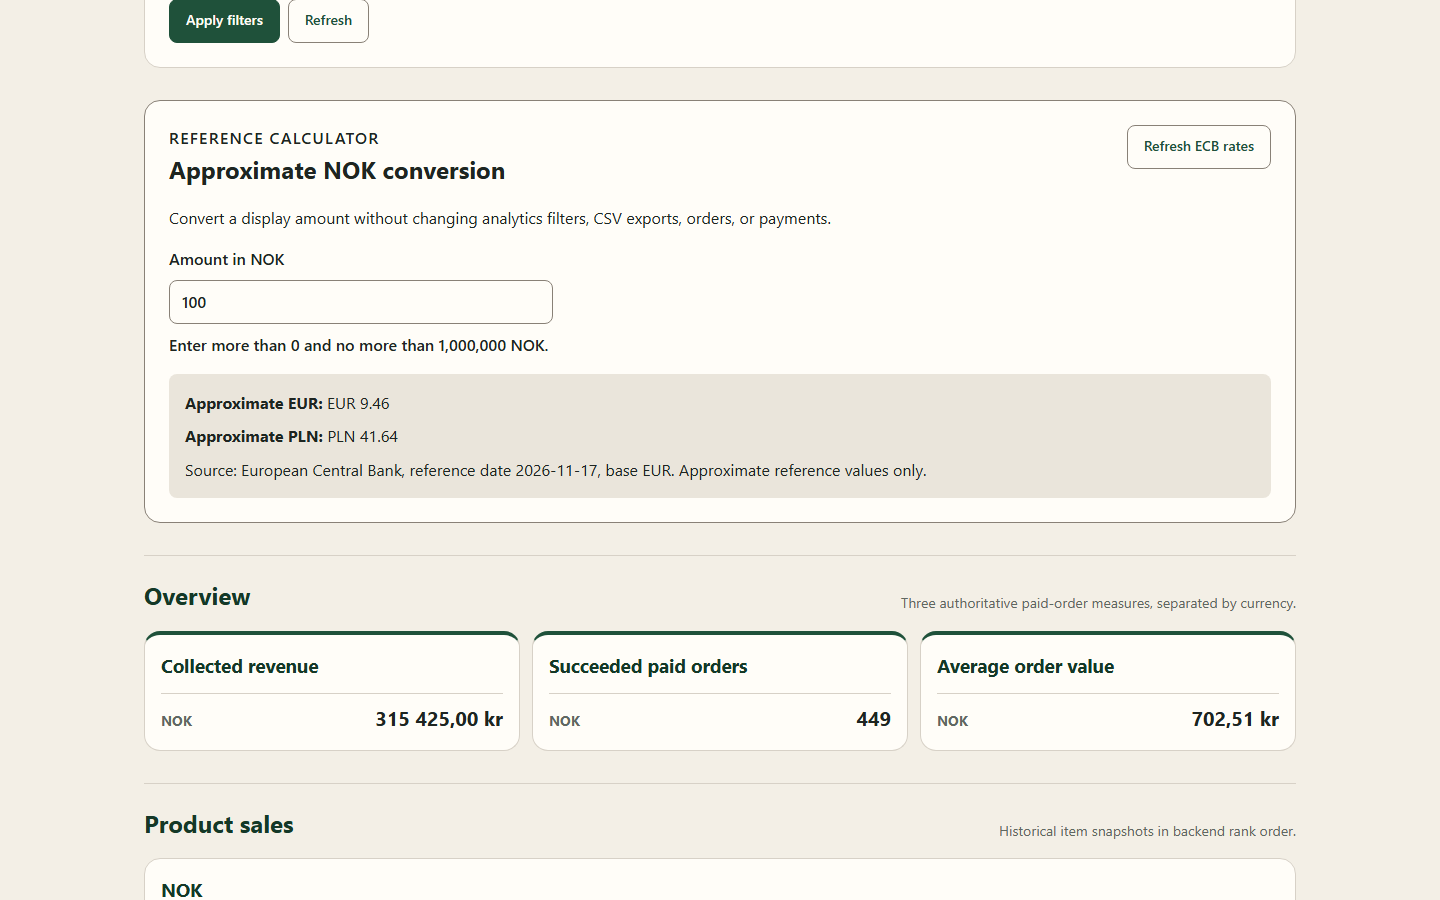 Apply filters
Refresh
REFERENCE CALCULATOR
Refresh ECB rates
Approximate NOK conversion
Convert a display amount without changing analytics filters, CSV exports, orders, or payments.
Amount in NOK
100
Enter more than 0 and no more than 1,000,000 NOK.
Approximate EUR: EUR 9.46
Approximate PLN: PLN 41.64
Source: European Central Bank, reference date 2026-11-17, base EUR. Approximate reference values only.
Overview
Three authoritative paid-order measures, separated by currency.
Collected revenue
NOK 315 425,00 kr
Succeeded paid orders
NOK 449
Average order value
NOK 702,51 kr
Product sales
Historical item snapshots in backend rank order.
NOK